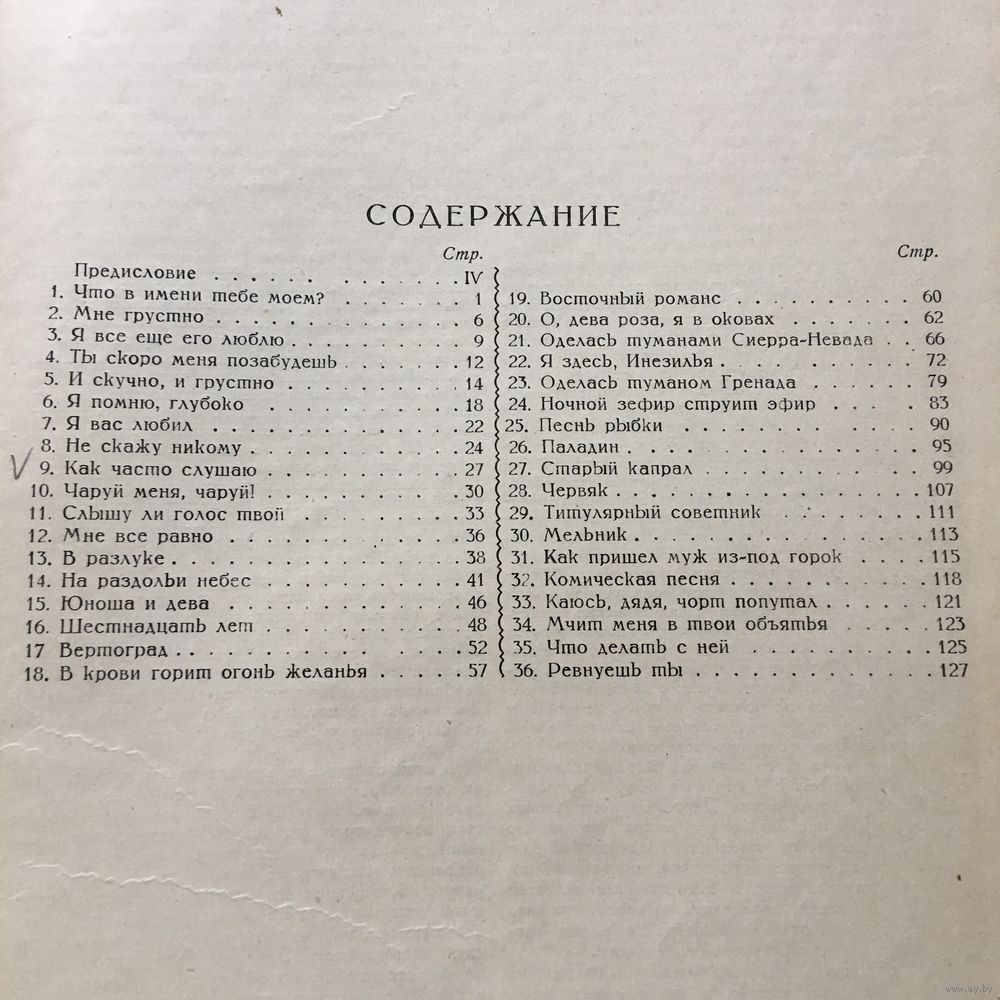 СОДЕРЖАНИЕ
Стр.
Предисловие . . . . . . . . . . . . . IV
1. Что в имени тебе моем? . . . . . . . 1
2. Мне грустно . . . . . . . . . . . . . 6
3. Я все еще его люблю . . . . . . . . . 9
4. Ты скоро меня позабудешь . . . . . . . 12
5. И скучно, и грустно . . . . . . . . . 14
6. Я помню, глубоко . . . . . . . . . . 18
7. Я вас любил . . . . . . . . . . . . 22
8. Не скажу никому . . . . . . . . . . . 24
9. Как часто слушаю . . . . . . . . . . 27
10. Чаруй меня, чаруй! . . . . . . . . . 30
11. Слышу ли голос твой . . . . . . . . 33
12. Мне все равно . . . . . . . . . . . 36
13. В разлуке . . . . . . . . . . . . . 38
14. На раздольи небес . . . . . . . . . 41
15. Юноша и дева . . . . . . . . . . . 46
16. Шестнадцать лет . . . . . . . . . . 48
17 Вертоград . . . . . . . . . . . . . 52
18. В крови горит огонь желанья . . . . . 57
Стр.
19. Восточный романс . . . . . . . . . 60
20. О, дева роза, я в оковах . . . . . . . 62
21. Оделась туманами Сиерра-Невада . . 66
22. Я здесь, Инезилья . . . . . . . . . . 72
23. Оделась туманом Гренада . . . . . . 79
24. Ночной зефир струит эфир . . . . . 83
25. Песнь рыбки . . . . . . . . . . . 90
26. Паладин . . . . . . . . . . . . . . 95
27. Старый капрал . . . . . . . . . . . 99
28. Червяк . . . . . . . . . . . . . . . 107
29. Титулярный советник . . . . . . . . 111
30. Мельник . . . . . . . . . . . . . . 113
31. Как пришел муж из-под горок . . . . 115
32. Комическая песня . . . . . . . . . . 118
33. Каюсь, дядя, чорт попутал . . . . . . 121
34. Мчит меня в твои объятья . . . . . 123
35. Что делать с ней . . . . . . . . . 125
36. Ревнуешь ты . . . . . . . . . . . . 127
www.ay.by